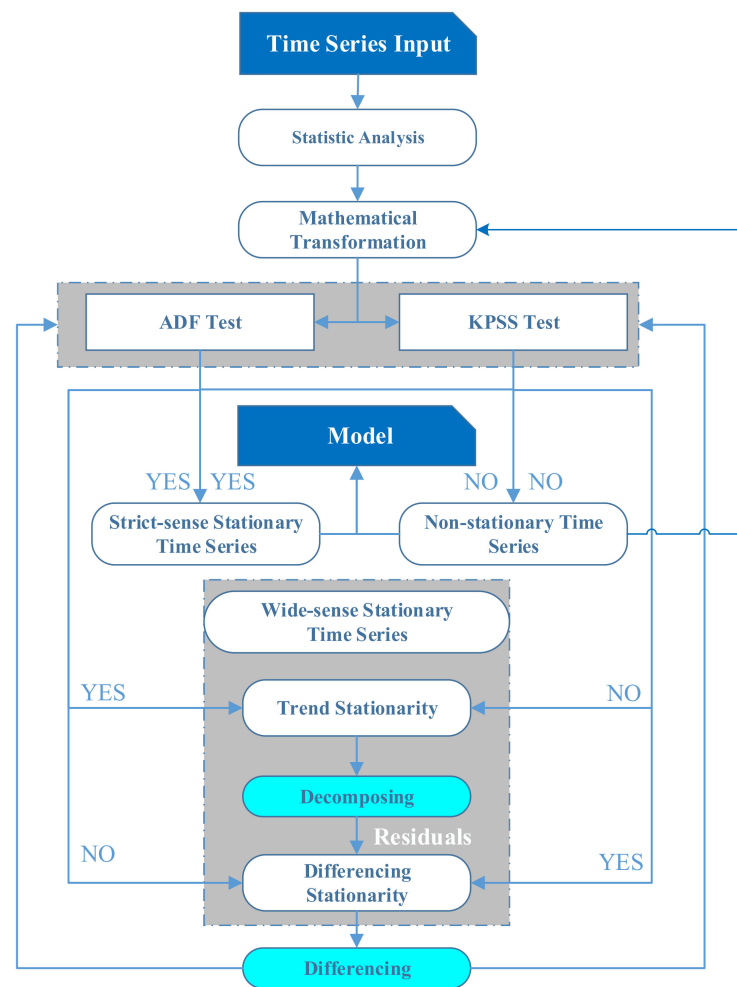 Time Series Input
Statistic Analysis
Mathematical
Transformation
ADF Test
KPSS Test
Model
YES YES
NO NO
Strict-sense Stationary
Time Series
Non-stationary Time
Series
Wide-sense Stationary
Time Series
YES
Trend Stationarity
NO
Decomposing
Residuals
NO
Differencing
Stationarity
YES
Differencing